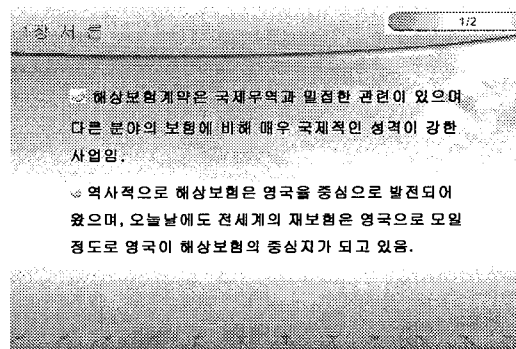 1장 서 론
1/2
해상보험계약은 국제무역과 밀접한 관련이 있으며
다른 분야의 보험에 비해 매우 국제적인 성격이 강한
사업임.
역사적으로 해상보험은 영국을 중심으로 발전되어
왔으며, 오늘날에도 전세계의 재보험은 영국으로 모일
정도로 영국이 해상보험의 중심지가 되고 있음.